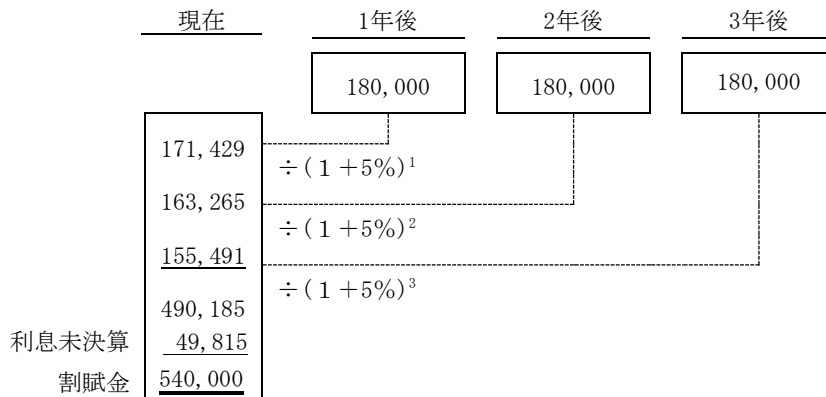 現在 1年後 2年後 3年後
180,000 180,000 180,000
171,429
÷(1+5%)¹
163,265
÷(1+5%)²
155,491
÷(1+5%)³
490,185
利息未決算 49,815
割賦金 540,000